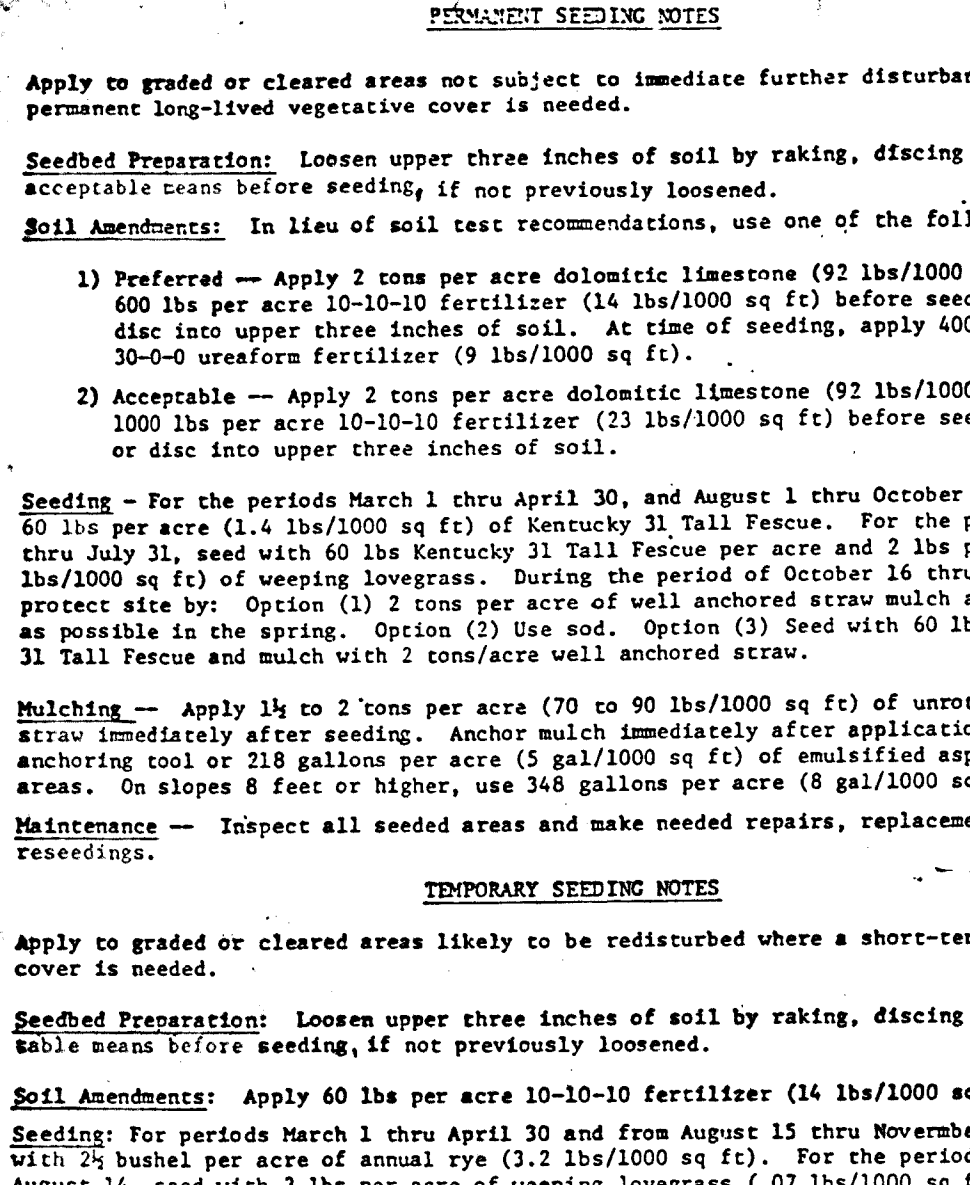 PERMANENT SEEDING NOTES
Apply to graded or cleared areas not subject to immediate further disturbar
permanent long-lived vegetative cover is needed.
Seedbed Preparation: Loosen upper three inches of soil by raking, discing
acceptable means before seeding, if not previously loosened.
Soil Amendments: In lieu of soil test recommendations, use one of the foll
1) Preferred -- Apply 2 tons per acre dolomitic limestone (92 lbs/1000
600 lbs per acre 10-10-10 fertilizer (14 lbs/1000 sq ft) before seed
disc into upper three inches of soil. At time of seeding, apply 400
30-0-0 ureaform fertilizer (9 lbs/1000 sq ft).
2) Acceptable -- Apply 2 tons per acre dolomitic limestone (92 lbs/1000
1000 lbs per acre 10-10-10 fertilizer (23 lbs/1000 sq ft) before see
or disc into upper three inches of soil.
Seeding - For the periods March 1 thru April 30, and August 1 thru October
60 lbs per acre (1.4 lbs/1000 sq ft) of Kentucky 31 Tall Fescue. For the p
thru July 31, seed with 60 lbs Kentucky 31 Tall Fescue per acre and 2 lbs p
lbs/1000 sq ft) of weeping lovegrass. During the period of October 16 thru
protect site by: Option (1) 2 tons per acre of well anchored straw mulch a
as possible in the spring. Option (2) Use sod. Option (3) Seed with 60 lb
31 Tall Fescue and mulch with 2 tons/acre well anchored straw.
Mulching -- Apply 1½ to 2 tons per acre (70 to 90 lbs/1000 sq ft) of unrot
straw immediately after seeding. Anchor mulch immediately after applicatio
anchoring tool or 218 gallons per acre (5 gal/1000 sq ft) of emulsified asp
areas. On slopes 8 feet or higher, use 348 gallons per acre (8 gal/1000 sq
Maintenance -- Inspect all seeded areas and make needed repairs, replaceme
reseedings.
TEMPORARY SEEDING NOTES
Apply to graded or cleared areas likely to be redisturbed where a short-ter
cover is needed.
Seedbed Preparation: Loosen upper three inches of soil by raking, discing
table means before seeding, if not previously loosened.
Soil Amendments: Apply 60 lbs per acre 10-10-10 fertilizer (14 lbs/1000 sq
Seeding: For periods March 1 thru April 30 and from August 15 thru Novermbe
with 2½ bushel per acre of annual rye (3.2 lbs/1000 sq ft). For the period
August 14, seed with 3 lbs per acre of weeping lovegrass (.07 lbs/1000 sq f